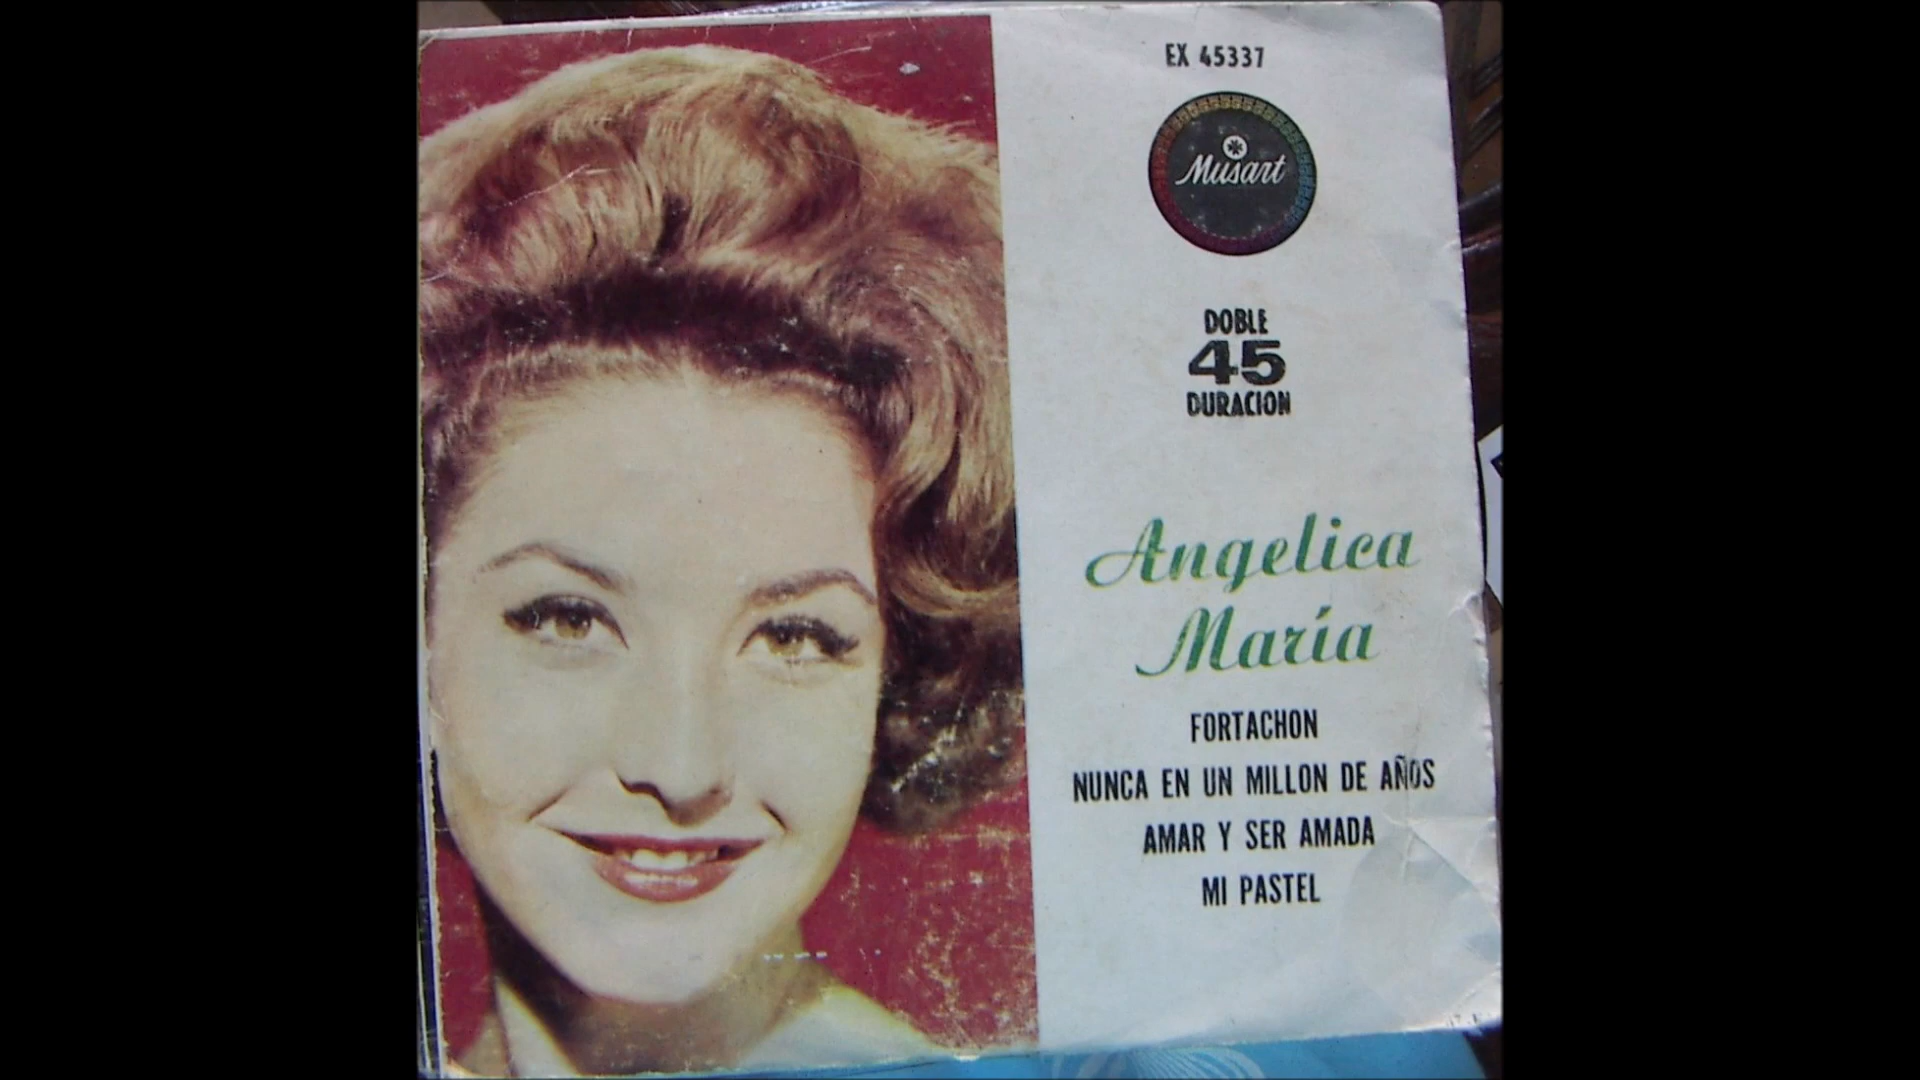 EX 45337
Musart
DOBLE
45
DURACION
Angelica
María
FORTACHON
NUNCA EN UN MILLON DE AÑOS
AMAR Y SER AMADA
MI PASTEL